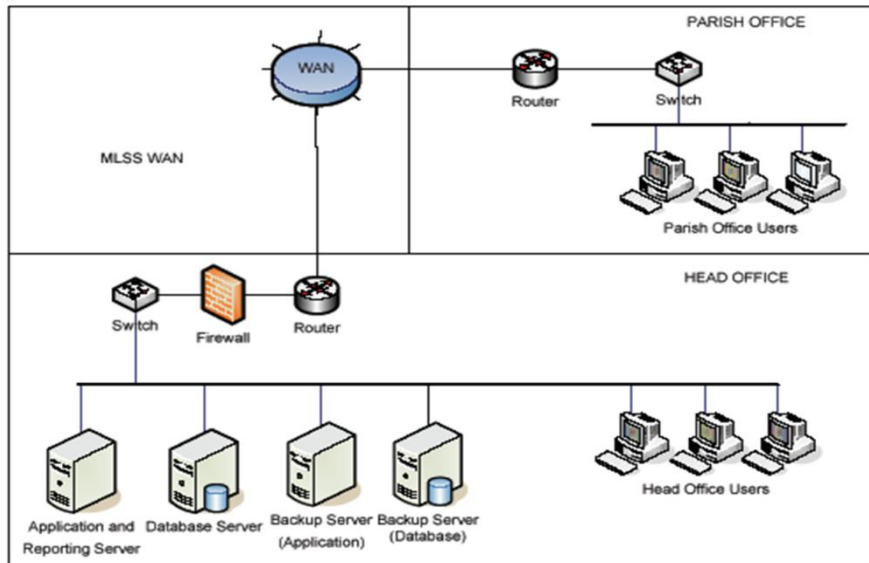 PARISH OFFICE
WAN
Router
Switch
MLSS WAN
Parish Office Users
HEAD OFFICE
Switch
Firewall
Router
Head Office Users
Application and
Reporting Server
Database Server
Backup Server
(Application)
Backup Server
(Database)